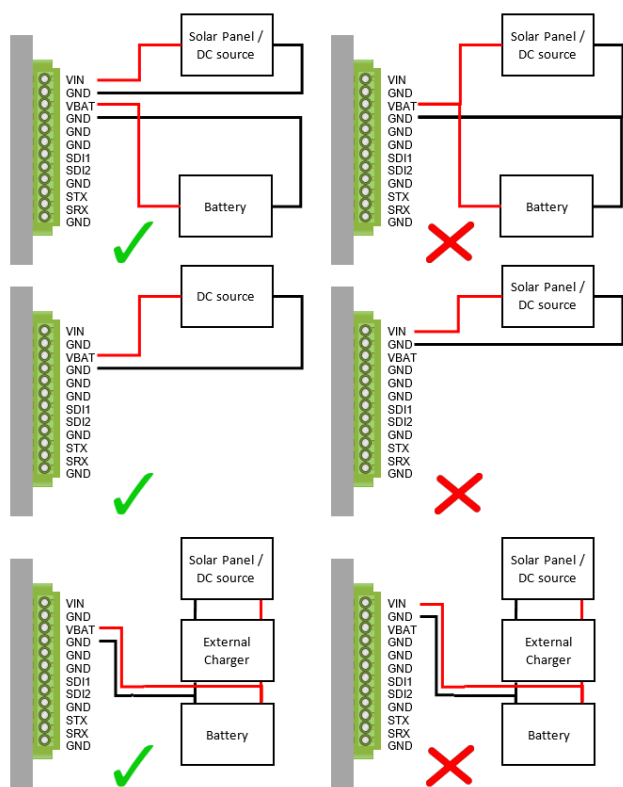 Solar Panel /
DC source
VIN
GND
VBAT
GND
GND
GND
SDI1
SDI2
GND
STX
SRX
GND
Battery
Solar Panel /
DC source
VIN
GND
VBAT
GND
GND
GND
SDI1
SDI2
GND
STX
SRX
GND
Battery
DC source
VIN
GND
VBAT
GND
GND
GND
SDI1
SDI2
GND
STX
SRX
GND
Solar Panel /
DC source
VIN
GND
VBAT
GND
GND
GND
SDI1
SDI2
GND
STX
SRX
GND
Solar Panel /
DC source
VIN
GND
VBAT
GND
GND
GND
SDI1
SDI2
GND
STX
SRX
GND
External
Charger
Battery
Solar Panel /
DC source
VIN
GND
VBAT
GND
GND
GND
SDI1
SDI2
GND
STX
SRX
GND
External
Charger
Battery